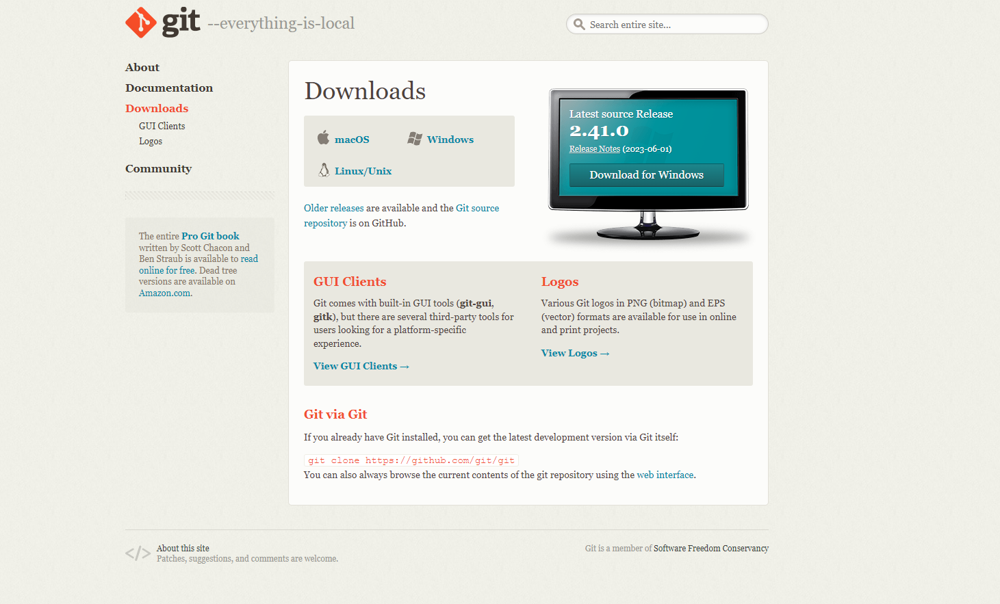 git --everything-is-local
Search entire site...
About
Documentation
Downloads
GUI Clients
Logos
Community
The entire Pro Git book
written by Scott Chacon and
Ben Straub is available to read
online for free. Dead tree
versions are available on
Amazon.com.
Downloads
macOS
Windows
Linux/Unix
Older releases are available and the Git source
repository is on GitHub.
Latest source Release
2.41.0
Release Notes (2023-06-01)
Download for Windows
GUI Clients
Git comes with built-in GUI tools (git-gui,
gitk), but there are several third-party tools for
users looking for a platform-specific
experience.
View GUI Clients →
Logos
Various Git logos in PNG (bitmap) and EPS
(vector) formats are available for use in online
and print projects.
View Logos →
Git via Git
If you already have Git installed, you can get the latest development version via Git itself:
git clone https://github.com/git/git
You can also always browse the current contents of the git repository using the web interface.
</>
About this site
Patches, suggestions, and comments are welcome.
Git is a member of Software Freedom Conservancy